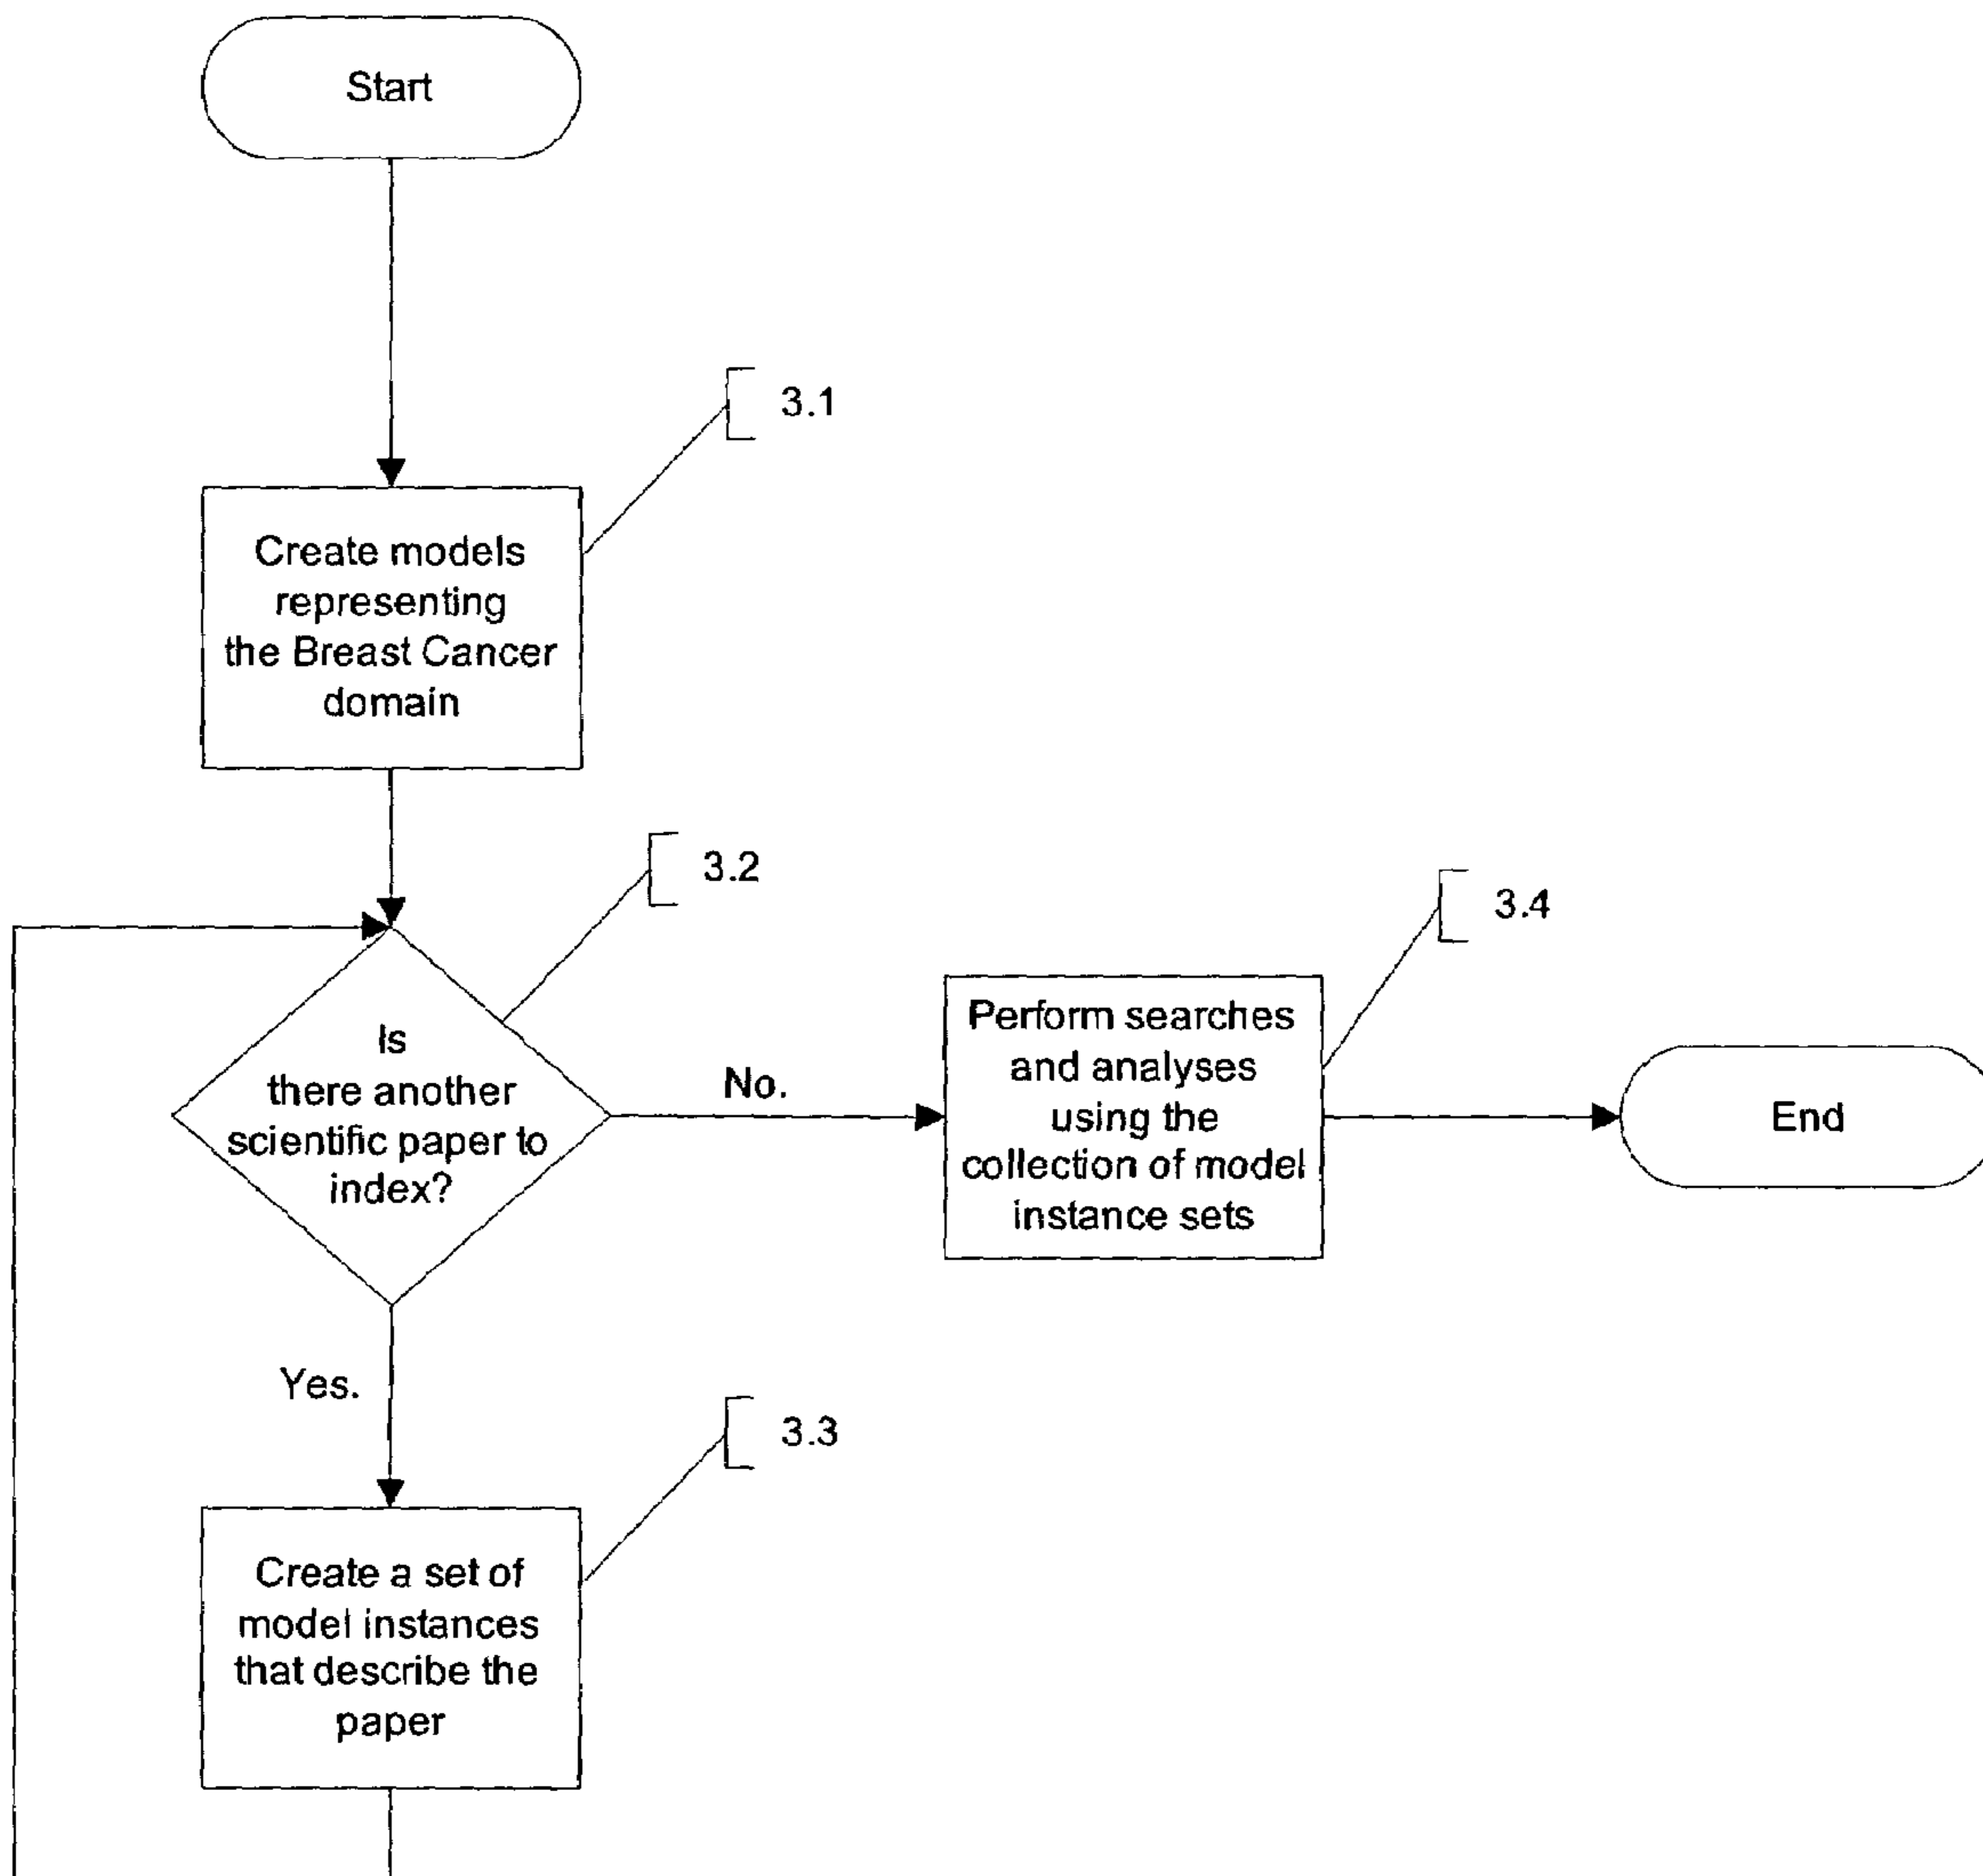 Start
3.1
Create models
representing
the Breast Cancer
domain
3.2
3.4
Is
there another
scientific paper to
index?
No.
Perform searches
and analyses
using the
collection of model
instance sets
End
Yes.
3.3
Create a set of
model instances
that describe the
paper